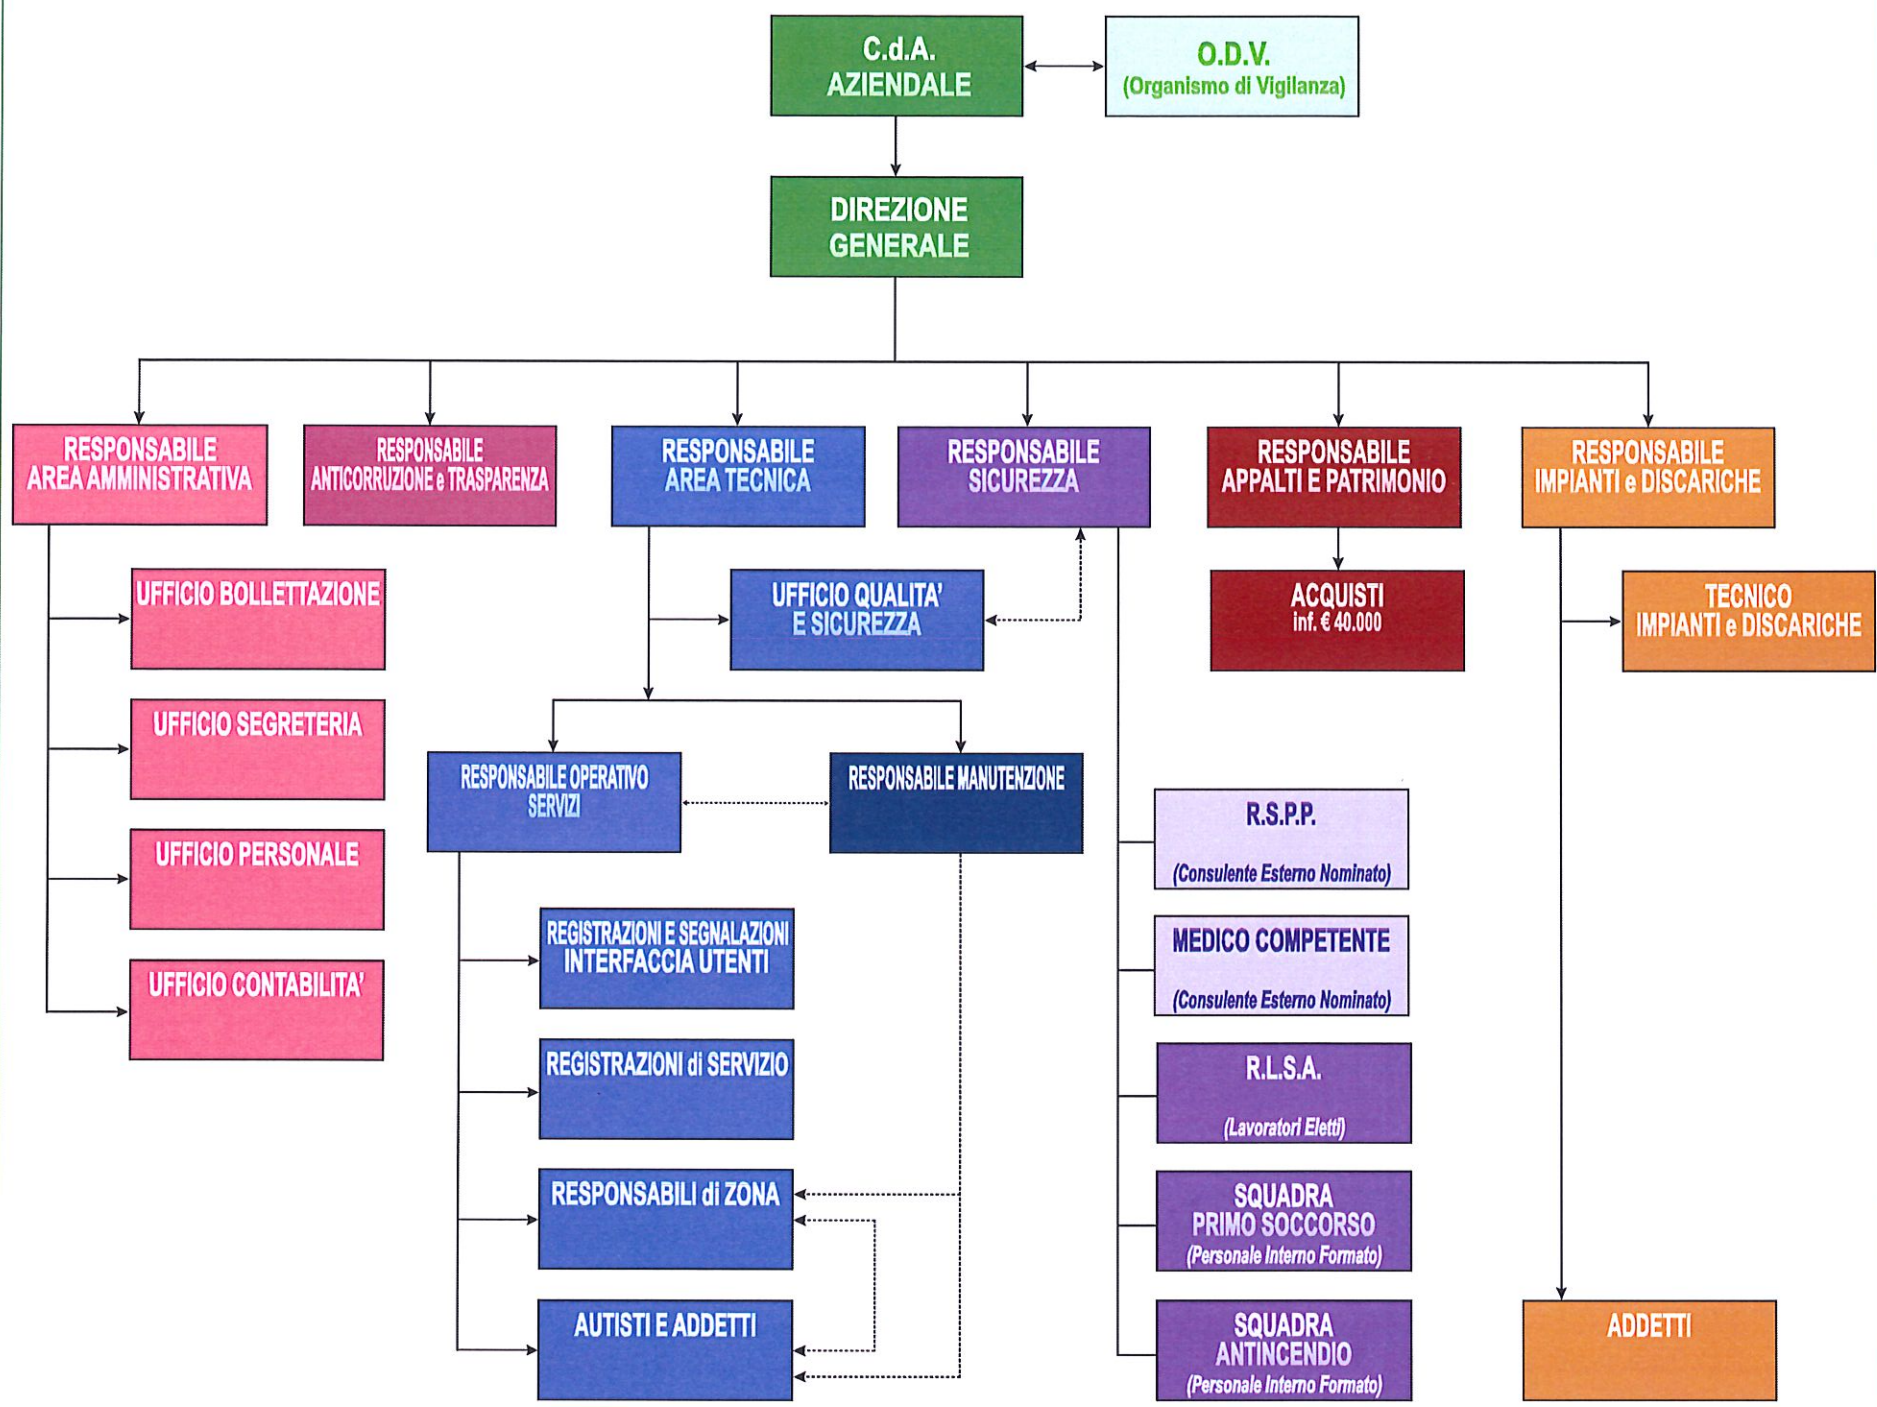 C.d.A.
AZIENDALE
O.D.V.
(Organismo di Vigilanza)
DIREZIONE
GENERALE
RESPONSABILE
AREA AMMINISTRATIVA
RESPONSABILE
ANTICORRUZIONE e TRASPARENZA
RESPONSABILE
AREA TECNICA
RESPONSABILE
SICUREZZA
RESPONSABILE
APPALTI E PATRIMONIO
RESPONSABILE
IMPIANTI e DISCARICHE
UFFICIO BOLLETTAZIONE
UFFICIO QUALITA'
E SICUREZZA
ACQUISTI
inf. € 40.000
TECNICO
IMPIANTI e DISCARICHE
UFFICIO SEGRETERIA
RESPONSABILE OPERATIVO
SERVIZI
RESPONSABILE MANUTENZIONE
R.S.P.P.
(Consulente Esterno Nominato)
UFFICIO PERSONALE
REGISTRAZIONI E SEGNALAZIONI
INTERFACCIA UTENTI
MEDICO COMPETENTE
(Consulente Esterno Nominato)
UFFICIO CONTABILITA'
REGISTRAZIONI di SERVIZIO
R.L.S.A.
(Lavoratori Eletti)
RESPONSABILI di ZONA
SQUADRA
PRIMO SOCCORSO
(Personale Interno Formato)
AUTISTI E ADDETTI
SQUADRA
ANTINCENDIO
(Personale Interno Formato)
ADDETTI